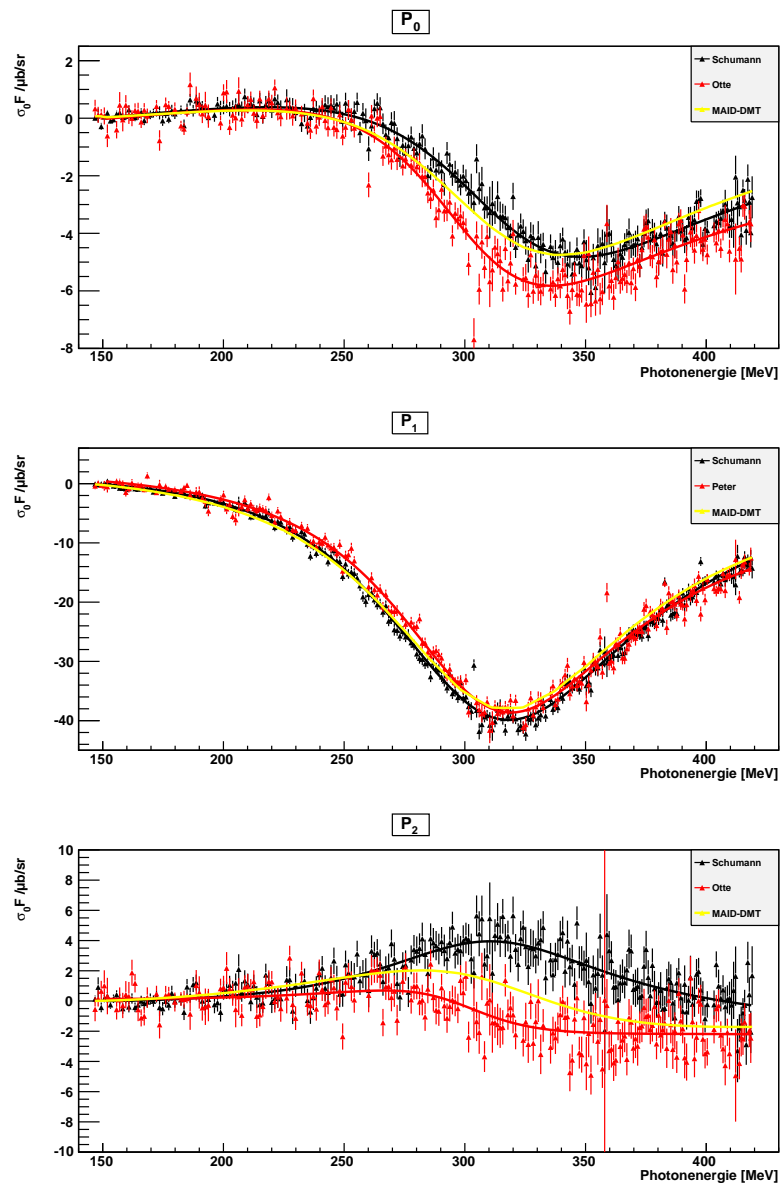 P0
σ0F /μb/sr
2
0
-2
-4
-6
-8
Schumann
Otte
MAID-DMT
150 200 250 300 350 400
Photonenergie [MeV]
P1
σ0F /μb/sr
0
-10
-20
-30
-40
Schumann
Peter
MAID-DMT
150 200 250 300 350 400
Photonenergie [MeV]
P2
σ0F /μb/sr
10
8
6
4
2
0
-2
-4
-6
-8
-10
Schumann
Otte
MAID-DMT
150 200 250 300 350 400
Photonenergie [MeV]